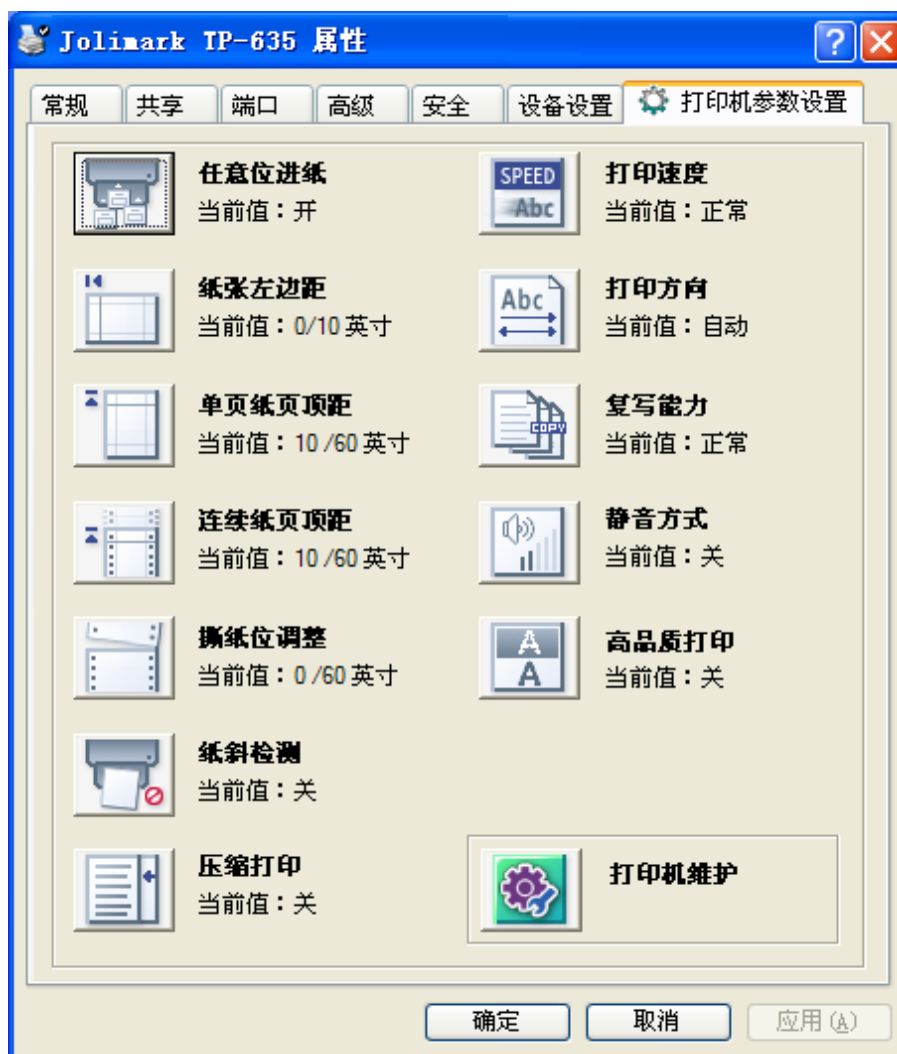 Jolimark TP-635 属性
常规 共享 端口 高级 安全 设备设置 打印机参数设置
任意位进纸
当前值：开
纸张左边距
当前值：0/10 英寸
单页纸页顶距
当前值：10 /60 英寸
连续纸页顶距
当前值：10 /60 英寸
撕纸位调整
当前值：0 /60 英寸
纸斜检测
当前值：关
压缩打印
当前值：关
SPEED
Abc
打印速度
当前值：正常
Abc
打印方向
当前值：自动
COPY
复写能力
当前值：正常
静音方式
当前值：关
A
A
高品质打印
当前值：关
打印机维护
确定 取消 应用(A)